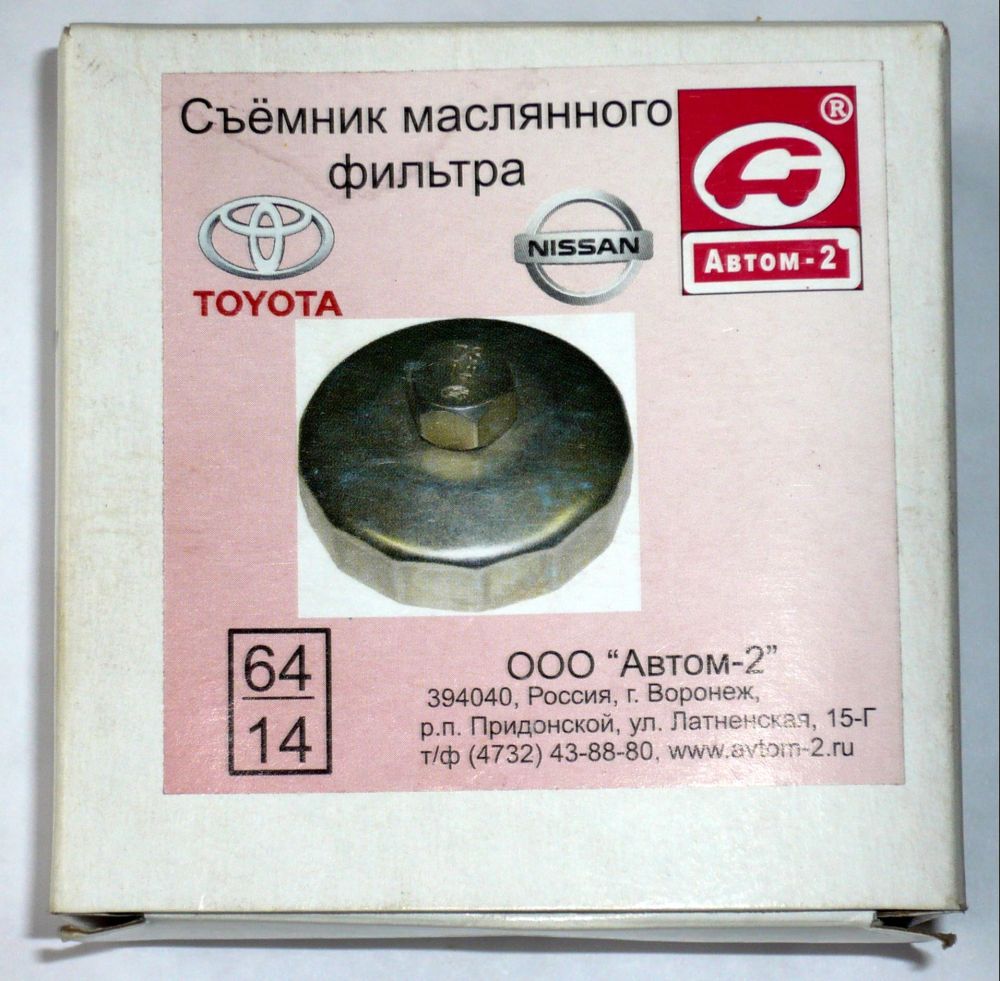 Съёмник маслянного
фильтра
®
Автом-2
TOYOTA
NISSAN
64
14
ООО “Автом-2”
394040, Россия, г. Воронеж,
р.п. Придонской, ул. Латненская, 15-Г
т/ф (4732) 43-88-80, www.avtom-2.ru